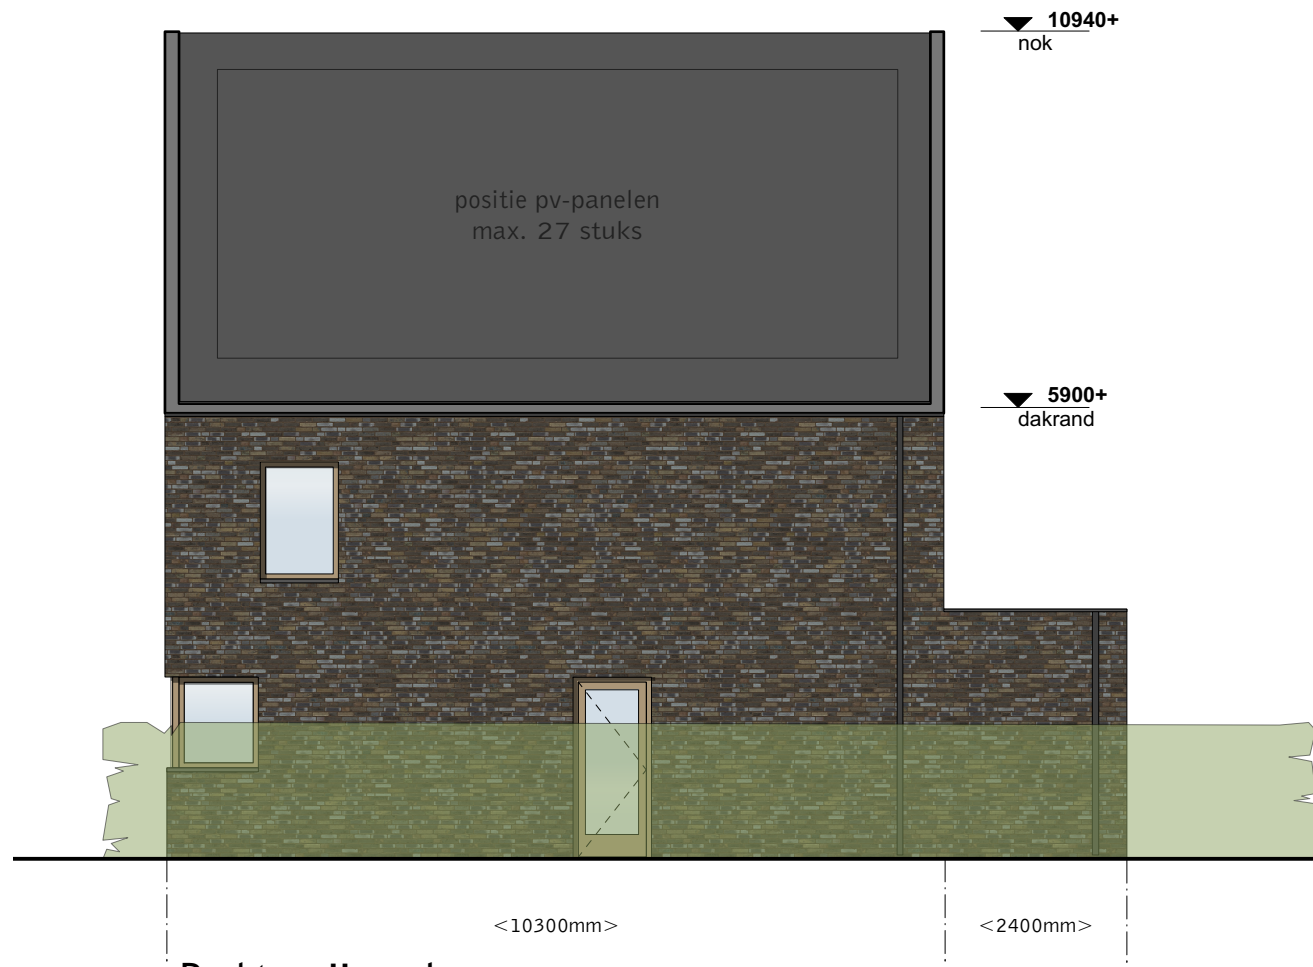 10940+
nok
positie pv-panelen
max. 27 stuks
5900+
dakrand
<10300mm>
<2400mm>